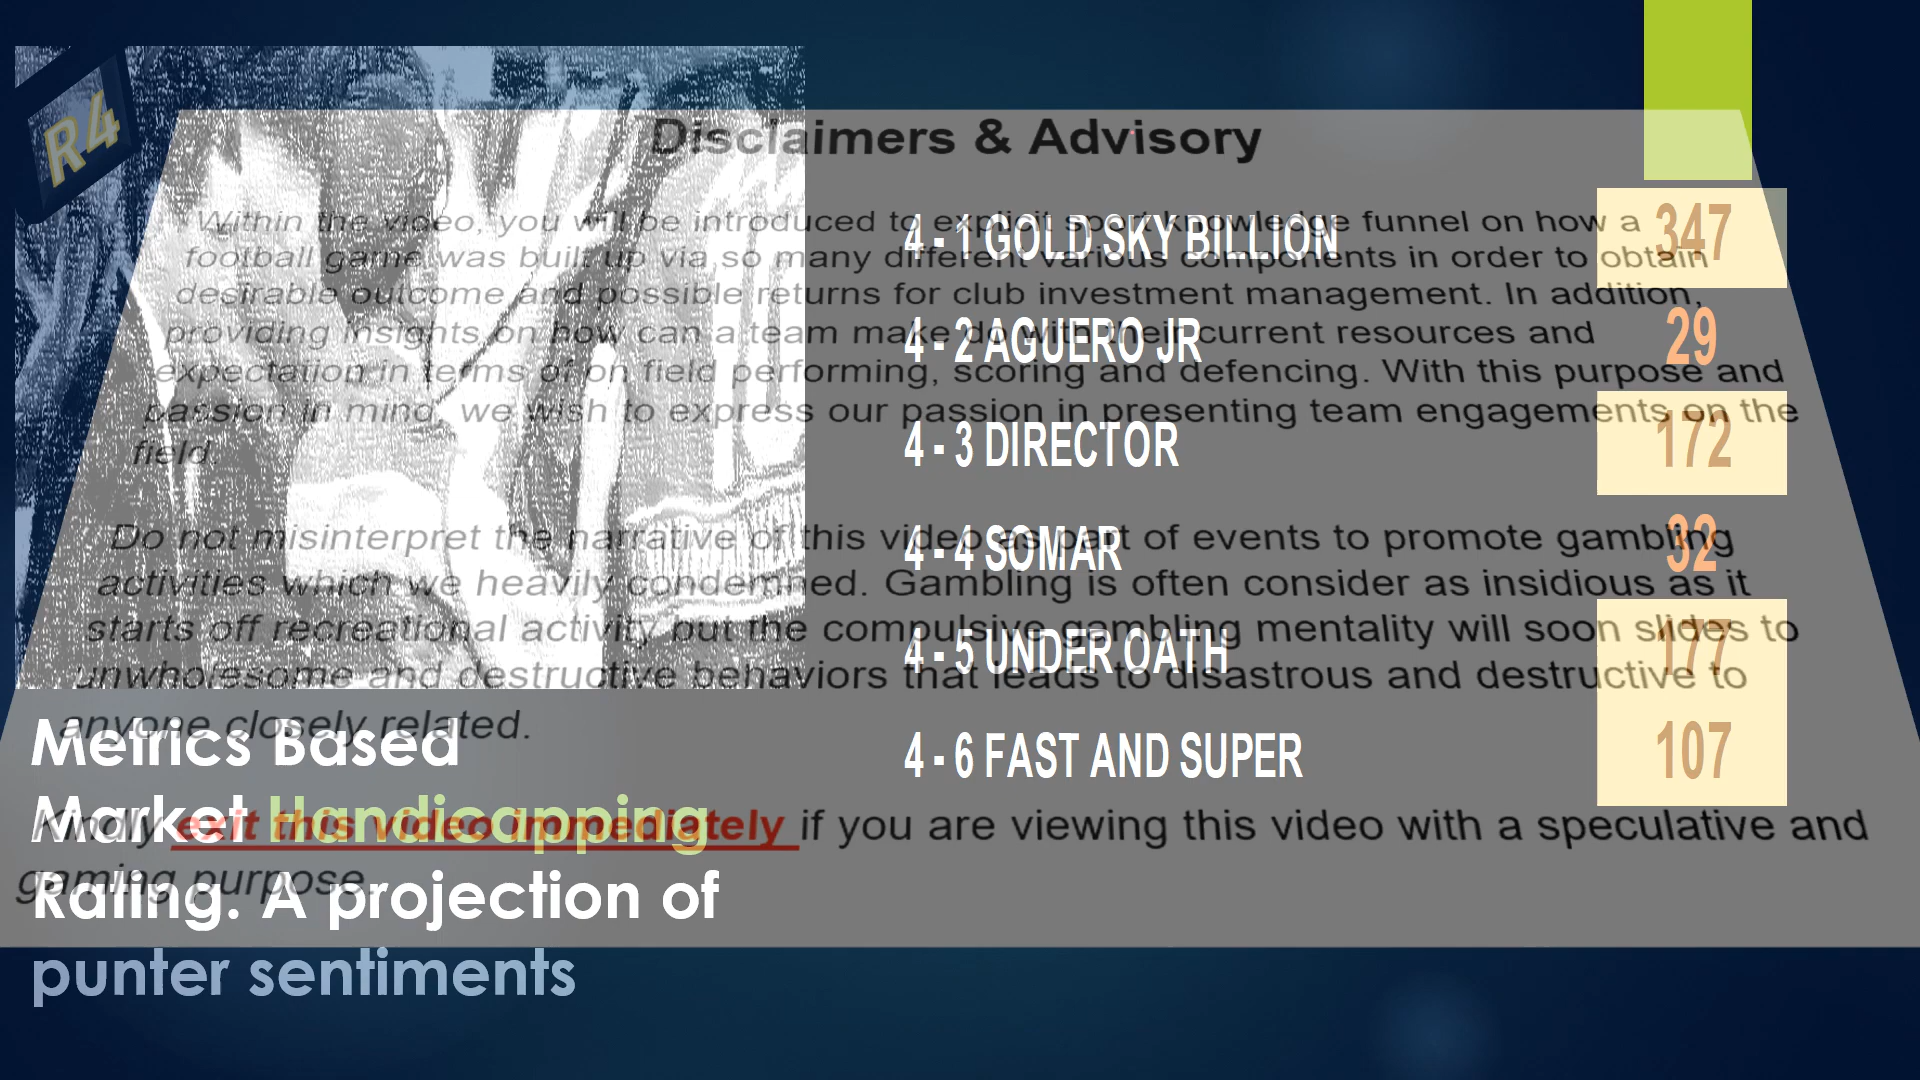 R4
Disclaimers & Advisory
Within the video, you will be introduced to explicit sport knowledge funnel on how a
football game was built up via so many different various components in order to obtain
desirable outcome and possible returns for club investment management. In addition,
providing insights on how can a team make do with their current resources and
expectation in terms of on field performing, scoring and defencing. With this purpose and
passion in mind, we wish to express our passion in presenting team engagements on the
field.
Do not misinterpret the narrative of this video as part of events to promote gambling
activities which we heavily condemned. Gambling is often consider as insidious as it
starts off recreational activity but the compulsive gambling mentality will soon slides to
unwholesome and destructive behaviors that leads to disastrous and destructive to
anyone closely related.
Kindly exit this video immediately if you are viewing this video with a speculative and
gaming purpose.
4 - 1 GOLD SKY BILLION 347
4 - 2 AGUERO JR 29
4 - 3 DIRECTOR 172
4 - 4 SOMAR 32
4 - 5 UNDER OATH 177
4 - 6 FAST AND SUPER 107
Metrics Based
Market Handicapping
Rating. A projection of
punter sentiments